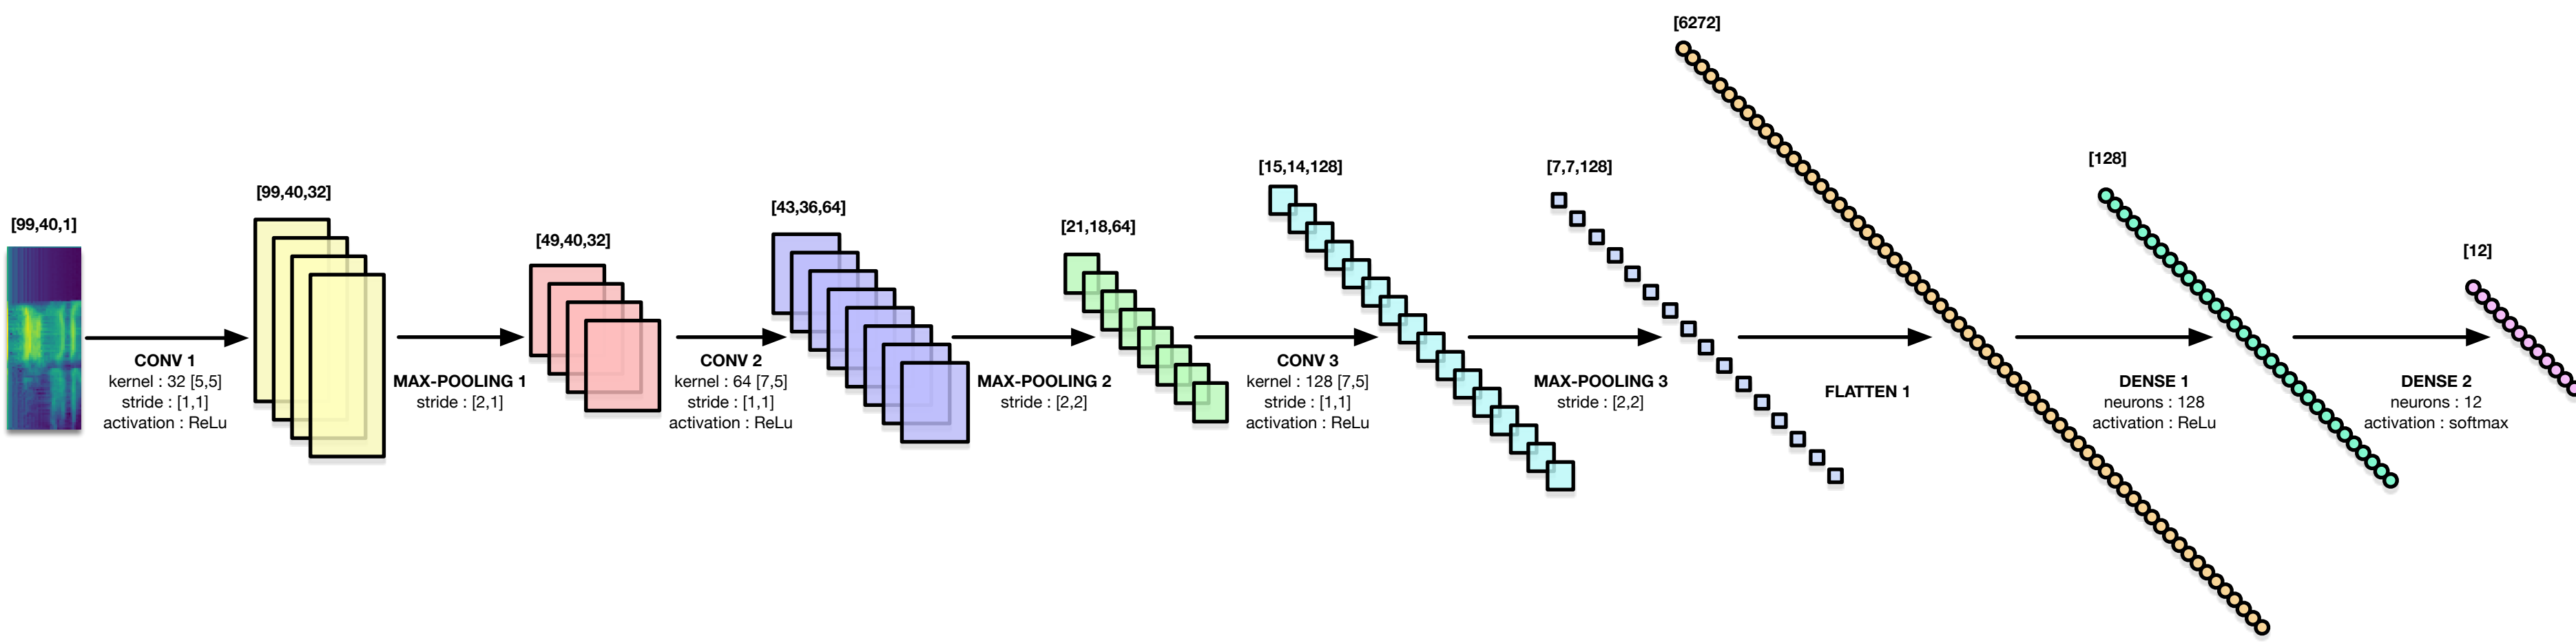 [99,40,1]
CONV 1
kernel : 32 [5,5]
stride : [1,1]
activation : ReLu
[99,40,32]
MAX-POOLING 1
stride : [2,1]
[49,40,32]
CONV 2
kernel : 64 [7,5]
stride : [1,1]
activation : ReLu
[43,36,64]
MAX-POOLING 2
stride : [2,2]
[21,18,64]
CONV 3
kernel : 128 [7,5]
stride : [1,1]
activation : ReLu
[15,14,128]
MAX-POOLING 3
stride : [2,2]
[7,7,128]
FLATTEN 1
[6272]
DENSE 1
neurons : 128
activation : ReLu
[128]
DENSE 2
neurons : 12
activation : softmax
[12]